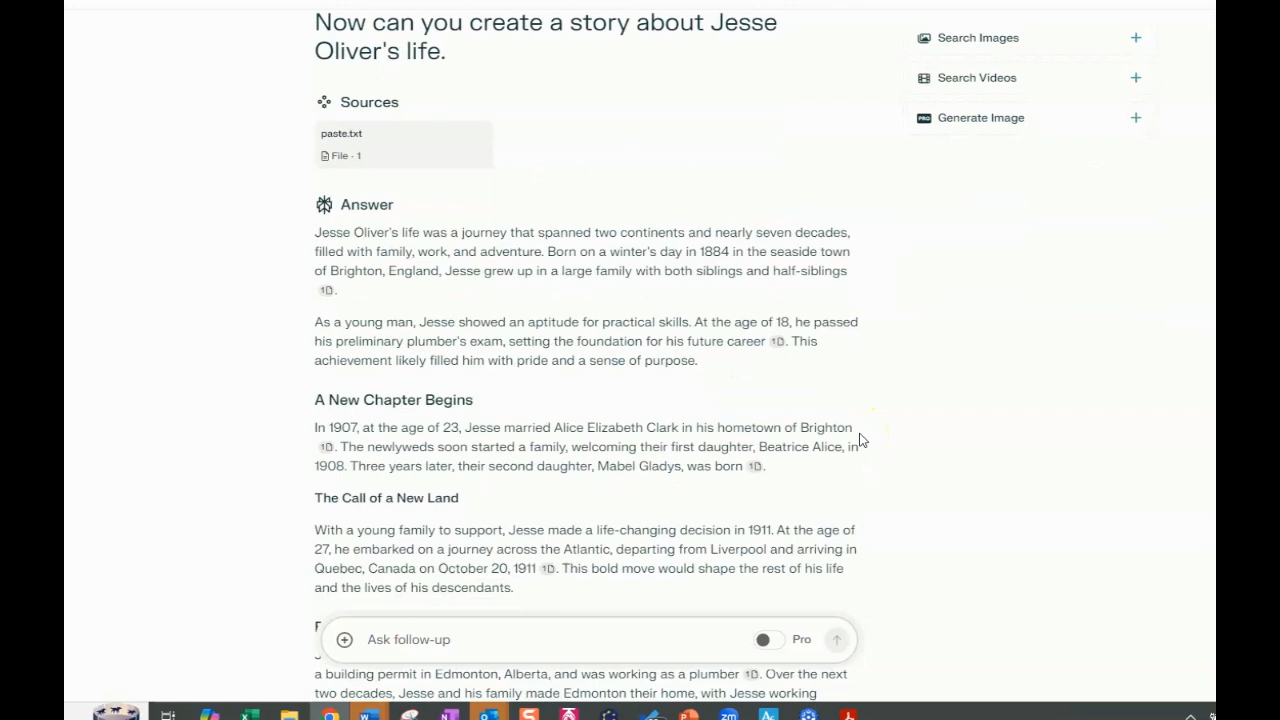 Now can you create a story about Jesse
Oliver's life.
Search Images
Search Videos
PRO Generate Image
Sources
paste.txt
File · 1
Answer
Jesse Oliver's life was a journey that spanned two continents and nearly seven decades,
filled with family, work, and adventure. Born on a winter's day in 1884 in the seaside town
of Brighton, England, Jesse grew up in a large family with both siblings and half-siblings
1.
As a young man, Jesse showed an aptitude for practical skills. At the age of 18, he passed
his preliminary plumber's exam, setting the foundation for his future career 1. This
achievement likely filled him with pride and a sense of purpose.
A New Chapter Begins
In 1907, at the age of 23, Jesse married Alice Elizabeth Clark in his hometown of Brighton
1. The newlyweds soon started a family, welcoming their first daughter, Beatrice Alice, in
1908. Three years later, their second daughter, Mabel Gladys, was born 1.
The Call of a New Land
With a young family to support, Jesse made a life-changing decision in 1911. At the age of
27, he embarked on a journey across the Atlantic, departing from Liverpool and arriving in
Quebec, Canada on October 20, 1911 1. This bold move would shape the rest of his life
and the lives of his descendants.
Ask follow-up
Pro
a building permit in Edmonton, Alberta, and was working as a plumber 1. Over the next
two decades, Jesse and his family made Edmonton their home, with Jesse working